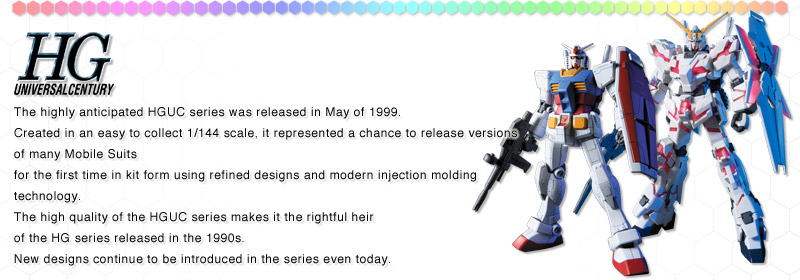 HG
UNIVERSALCENTURY
The highly anticipated HGUC series was released in May of 1999.
Created in an easy to collect 1/144 scale, it represented a chance to release versions
of many Mobile Suits
for the first time in kit form using refined designs and modern injection molding
technology.
The high quality of the HGUC series makes it the rightful heir
of the HG series released in the 1990s.
New designs continue to be introduced in the series even today.